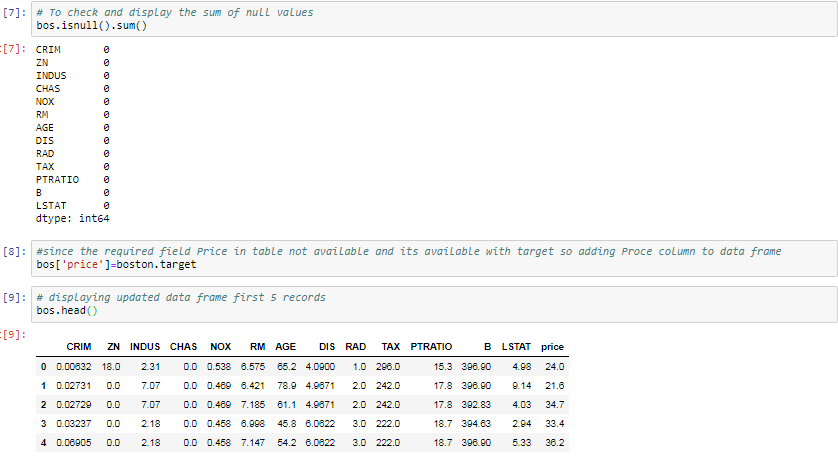 [7]: # To check and display the sum of null values
bos.isnull().sum()
t[7]: CRIM 0
ZN 0
INDUS 0
CHAS 0
NOX 0
RM 0
AGE 0
DIS 0
RAD 0
TAX 0
PTRATIO 0
B 0
LSTAT 0
dtype: int64
[8]: #since the required field Price in table not available and its available with target so adding Proce column to data frame
bos['price']=boston.target
[9]: # displaying updated data frame first 5 records
bos.head()
t[9]:
CRIM ZN INDUS CHAS NOX RM AGE DIS RAD TAX PTRATIO B LSTAT price
0 0.00632 18.0 2.31 0.0 0.538 6.575 65.2 4.0900 1.0 296.0 15.3 396.90 4.98 24.0
1 0.02731 0.0 7.07 0.0 0.469 6.421 78.9 4.9671 2.0 242.0 17.8 396.90 9.14 21.6
2 0.02729 0.0 7.07 0.0 0.469 7.185 61.1 4.9671 2.0 242.0 17.8 392.83 4.03 34.7
3 0.03237 0.0 2.18 0.0 0.458 6.998 45.8 6.0622 3.0 222.0 18.7 394.63 2.94 33.4
4 0.06905 0.0 2.18 0.0 0.458 7.147 54.2 6.0622 3.0 222.0 18.7 396.90 5.33 36.2